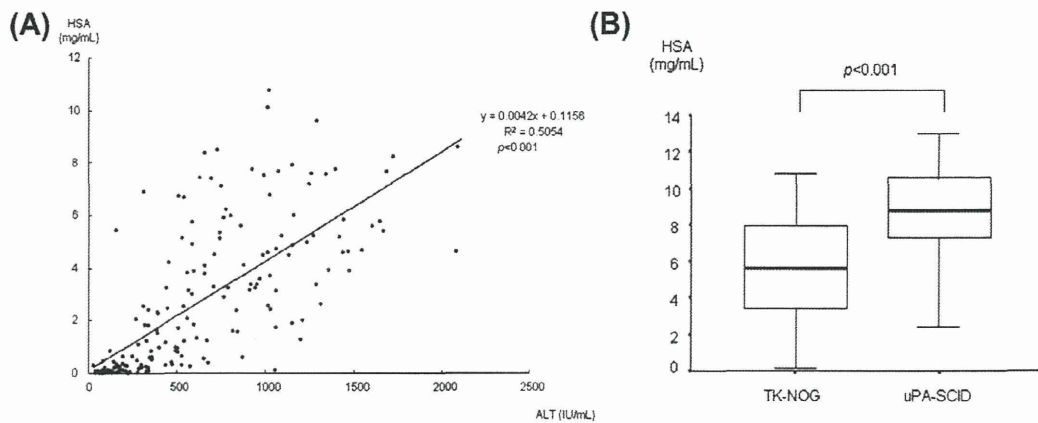 (A)
HSA
(mg/mL)
12
10
8
6
4
2
0
0 500 1000 1500 2000 2500
ALT (IU/mL)
y = 0.0042x + 0.1156
R² = 0.5054
p<0.001
(B)
HSA
(mg/mL)
p<0.001
14
12
10
8
6
4
2
0
TK-NOG uPA-SCID